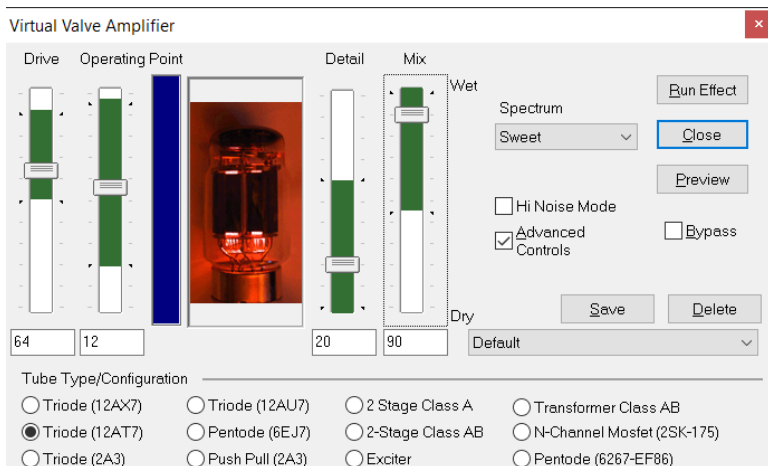 Virtual Valve Amplifier
Drive Operating Point Detail Mix
Wet
Run Effect
Spectrum
Sweet
Close
Preview
Hi Noise Mode
Advanced Controls
Bypass
Dry
Save
Delete
64 12 20 90
Default
Tube Type/Configuration
Triode (12AX7) Triode (12AU7) 2 Stage Class A Transformer Class AB
Triode (12AT7) Pentode (6EJ7) 2-Stage Class AB N-Channel Mosfet (2SK-175)
Triode (2A3) Push Pull (2A3) Exciter Pentode (6267-EF86)